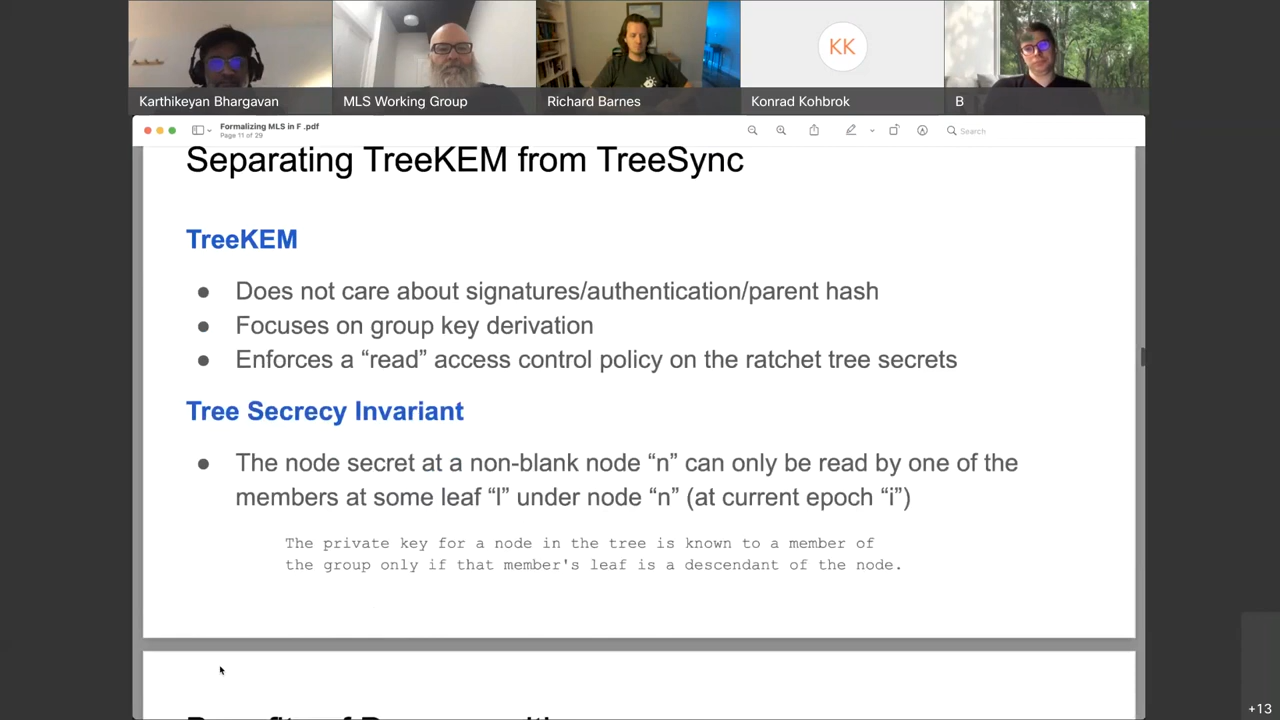 KK
Karthikeyan Bhargavan
MLS Working Group
Richard Barnes
Konrad Kohbrok
B
Formalizing MLS in F .pdf
Page 11 of 29
Search
Separating TreeKEM from TreeSync
TreeKEM
● Does not care about signatures/authentication/parent hash
● Focuses on group key derivation
● Enforces a “read” access control policy on the ratchet tree secrets
Tree Secrecy Invariant
● The node secret at a non-blank node “n” can only be read by one of the
members at some leaf “l” under node “n” (at current epoch “i”)
The private key for a node in the tree is known to a member of
the group only if that member's leaf is a descendant of the node.
+13